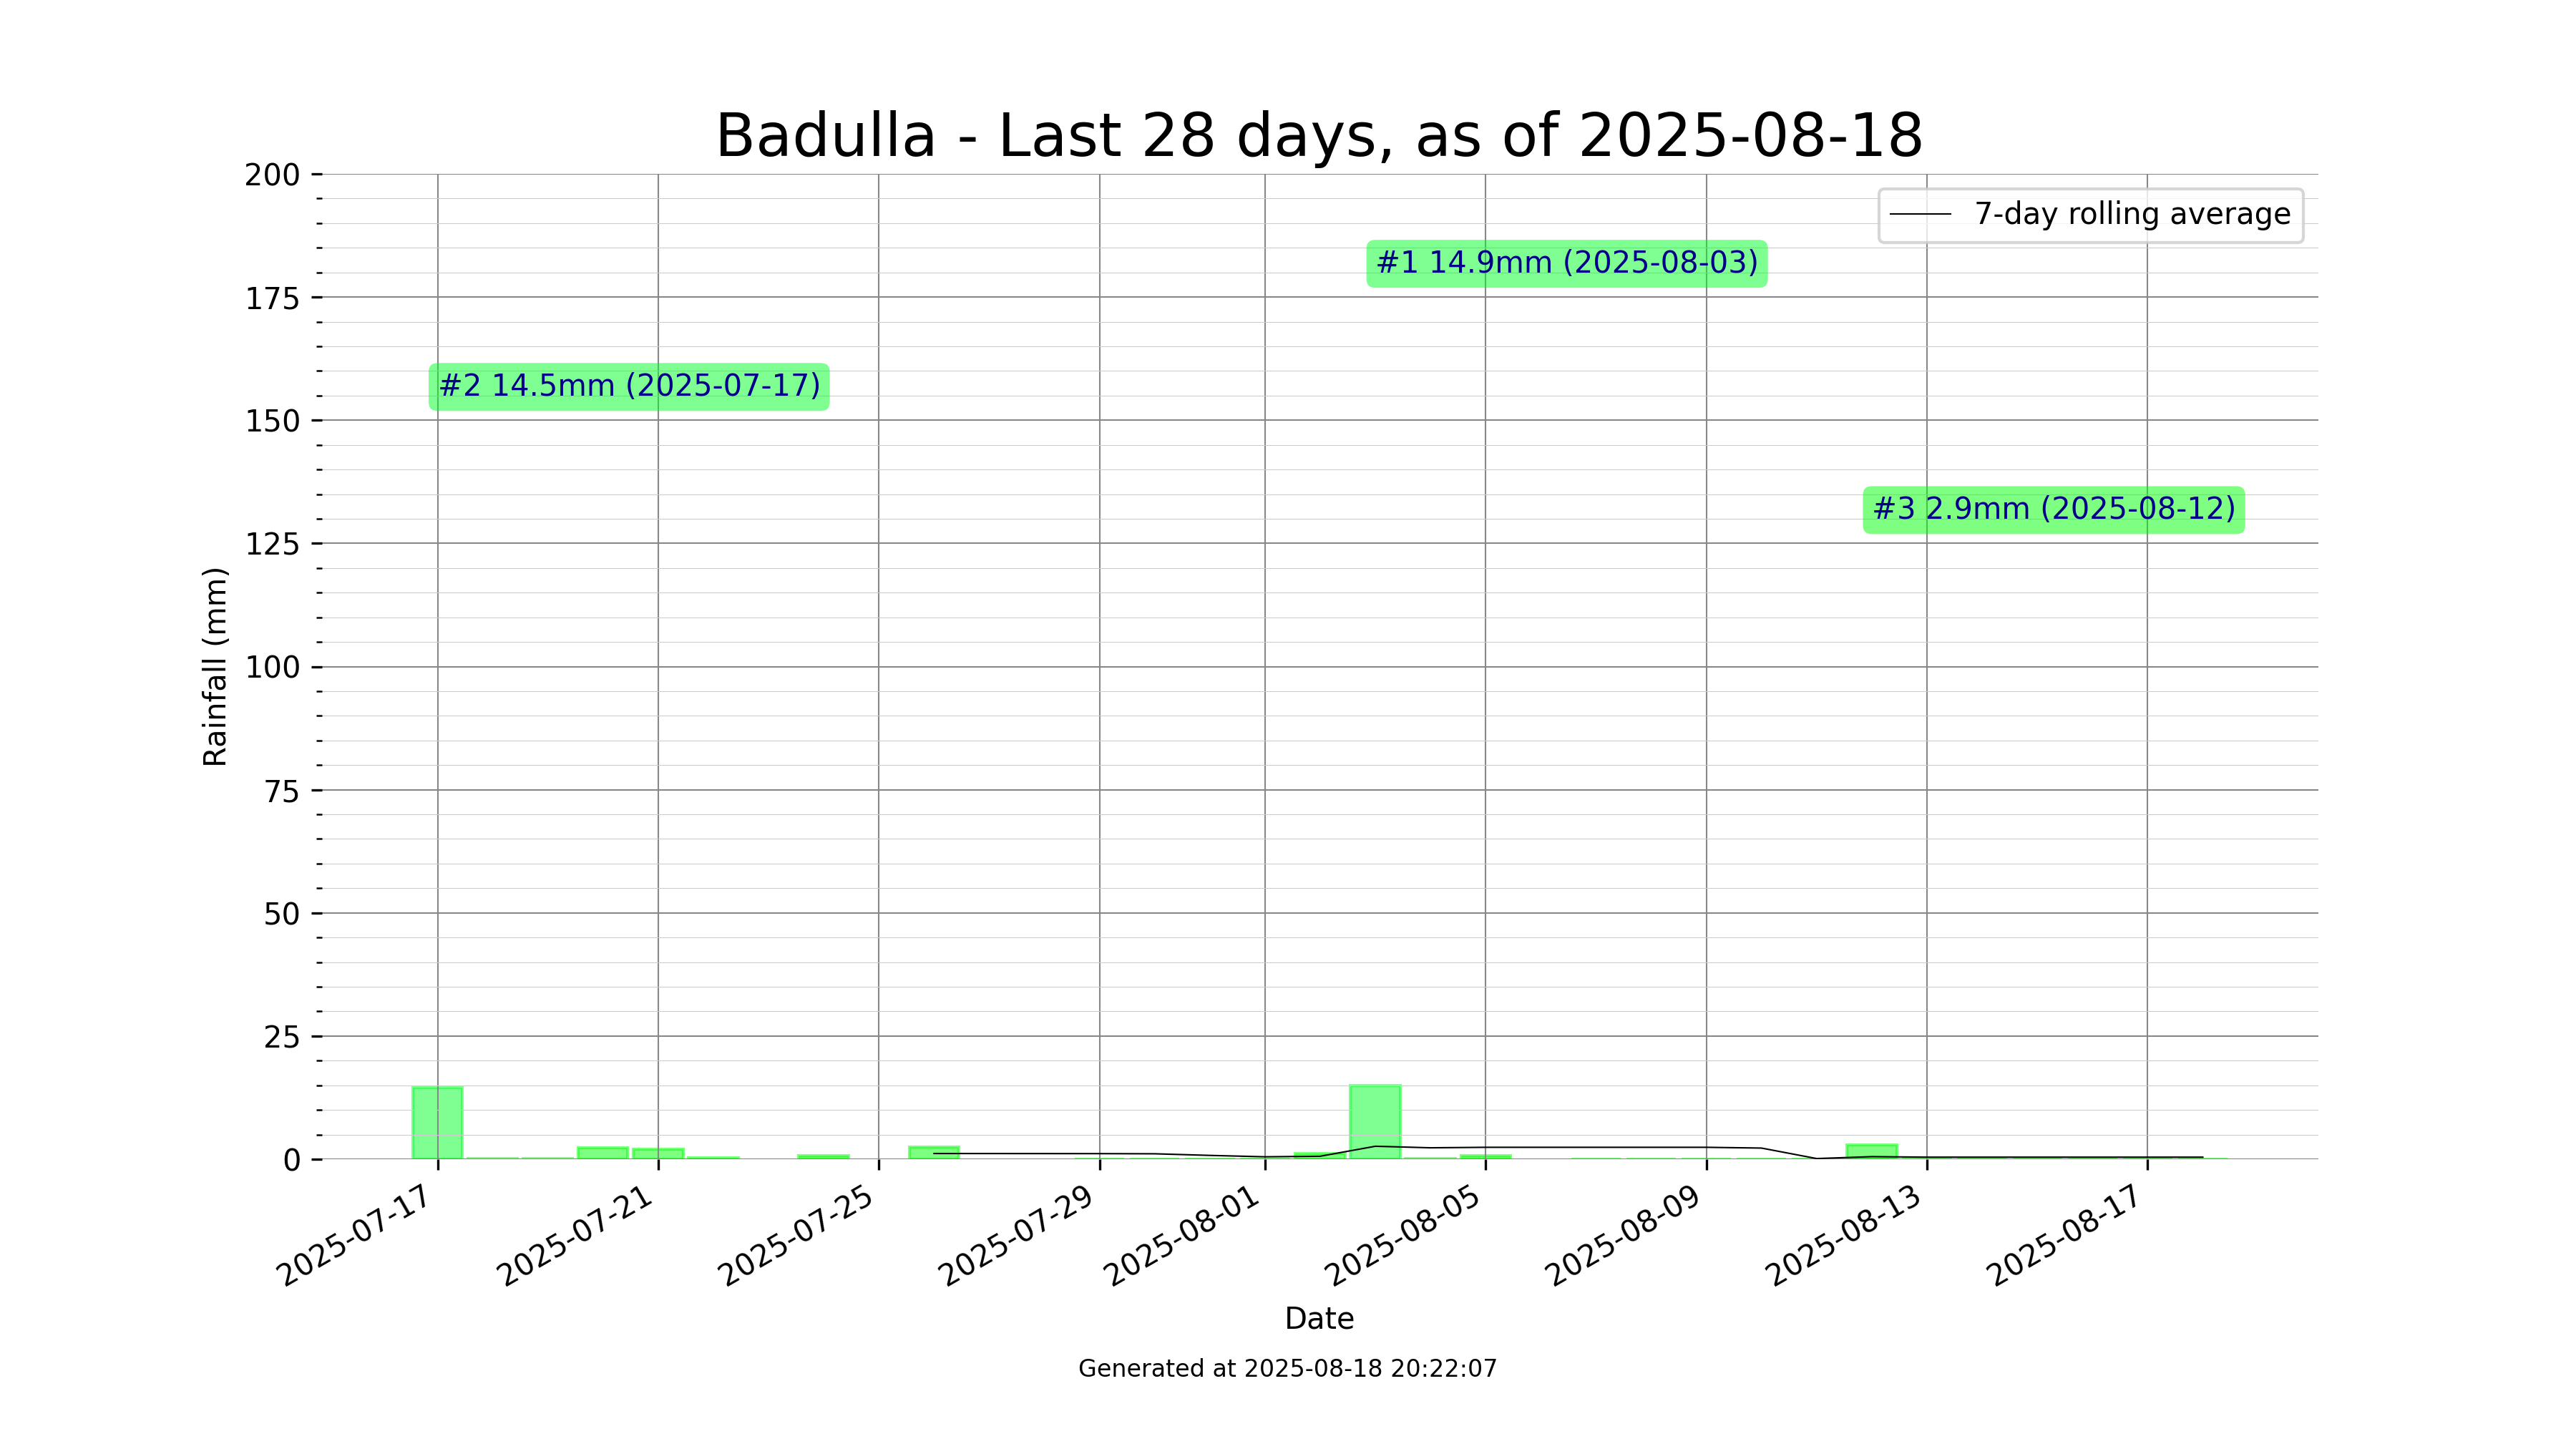 Badulla - Last 28 days, as of 2025-08-18
7-day rolling average
#1 14.9mm (2025-08-03)
#2 14.5mm (2025-07-17)
#3 2.9mm (2025-08-12)
Rainfall (mm)
200
175
150
125
100
75
50
25
0
2025-07-17
2025-07-21
2025-07-25
2025-07-29
2025-08-01
2025-08-05
2025-08-09
2025-08-13
2025-08-17
Date
Generated at 2025-08-18 20:22:07